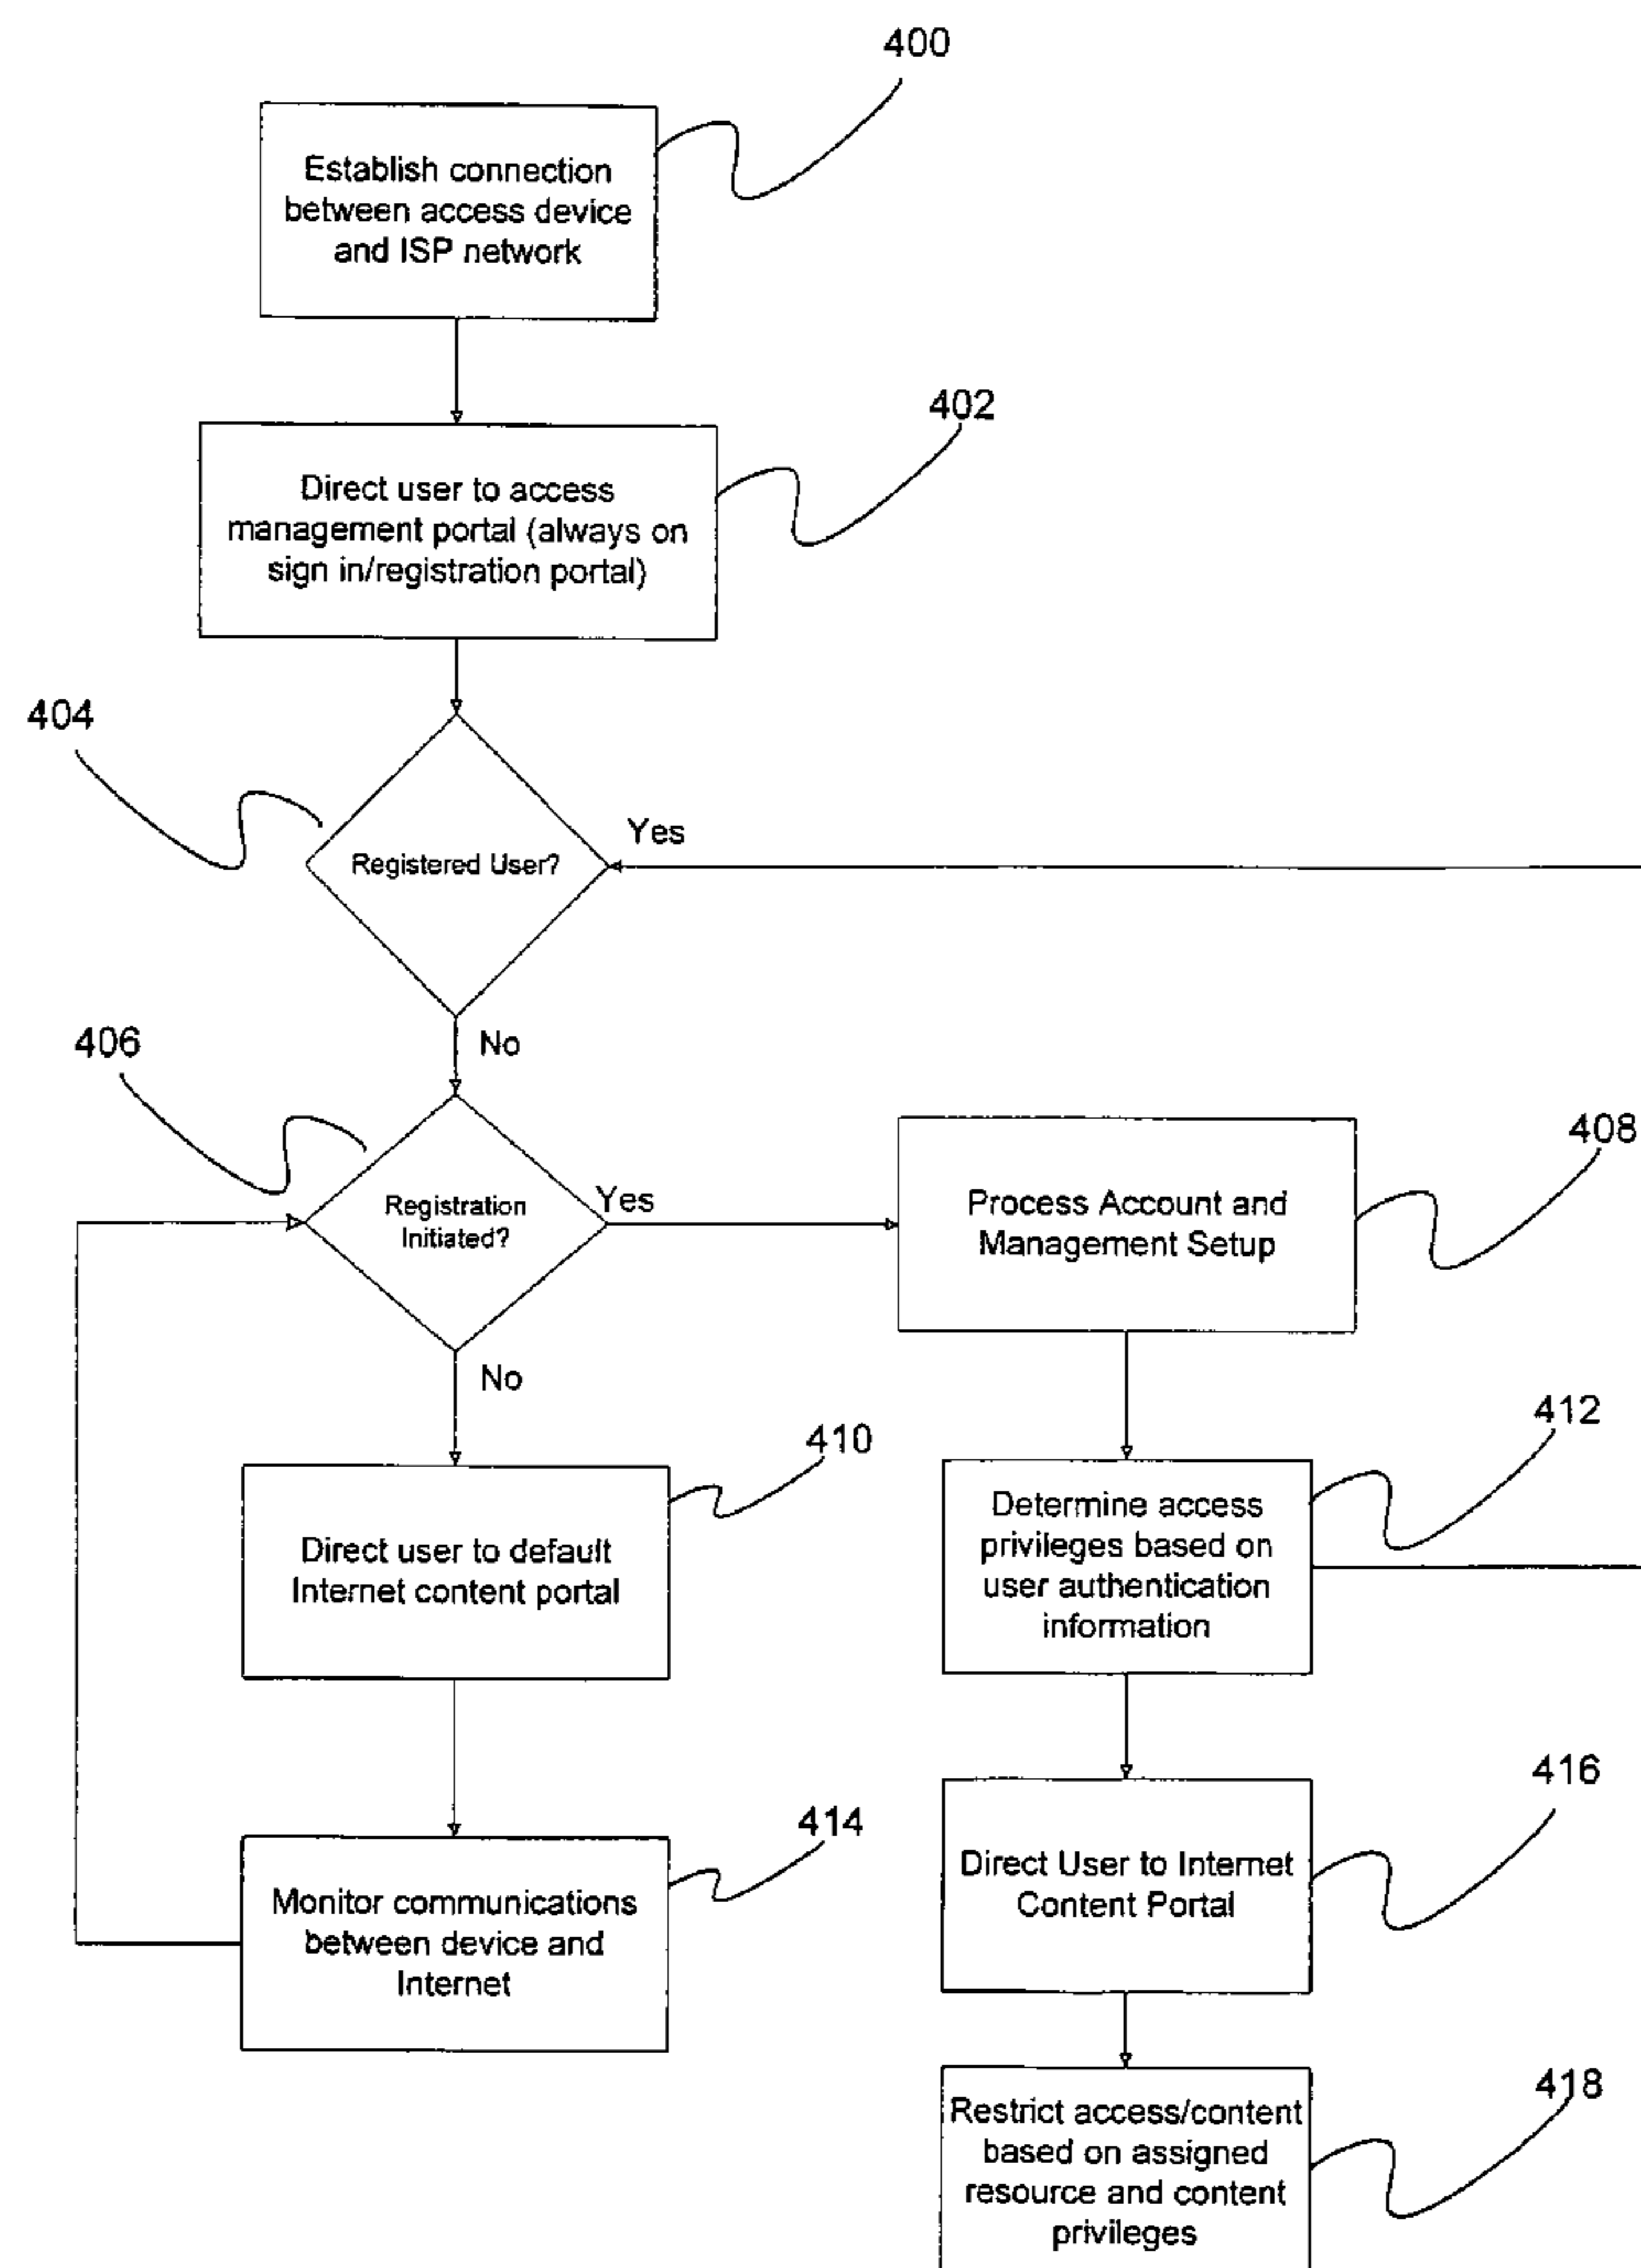 400
Establish connection
between access device
and ISP network
402
Direct user to access
management portal (always on
sign in/registration portal)
404
Yes
Registered User?
No
406
Registration
Initiated?
Yes
408
Process Account and
Management Setup
No
410
Direct user to default
Internet content portal
412
Determine access
privileges based on
user authentication
information
414
Monitor communications
between device and
Internet
416
Direct User to Internet
Content Portal
418
Restrict access/content
based on assigned
resource and content
privileges